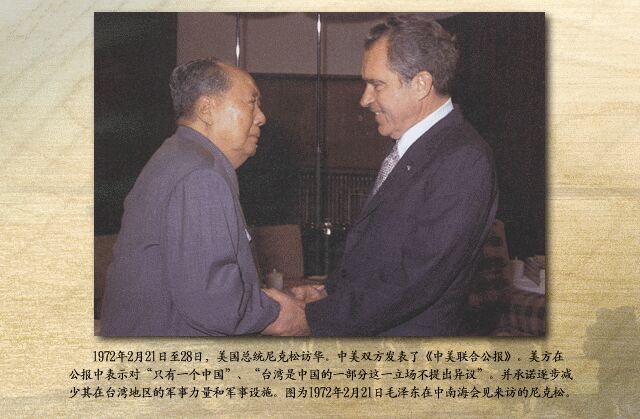 1972年2月21日至28日，美国总统尼克松访华。中美双方发表了《中美联合公报》。美方在
公报中表示对“只有一个中国”、“台湾是中国的一部分这一立场不提出异议”。并承诺逐步减
少其在台湾地区的军事力量和军事设施。图为1972年2月21日毛泽东在中南海会见来访的尼克松。